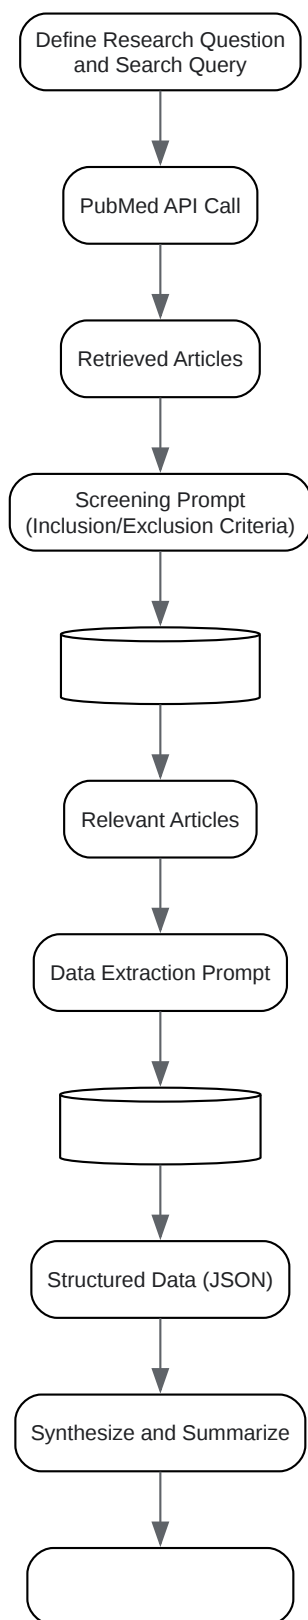 Define Research Question
and Search Query
PubMed API Call
Retrieved Articles
Screening Prompt
(Inclusion/Exclusion Criteria)
Relevant Articles
Data Extraction Prompt
Structured Data (JSON)
Synthesize and Summarize